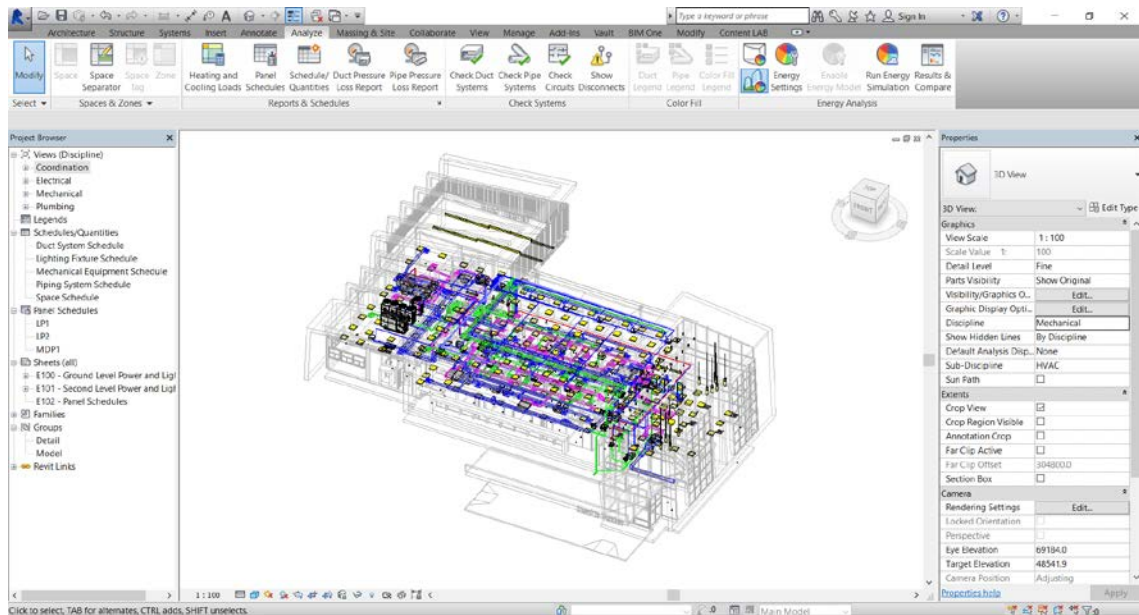 Type a keyword or phrase
Sign In
Architecture Structure Systems Insert Annotate Analyze Massing & Site Collaborate View Manage Add-Ins Vault BIM One Modify Content LAB
Modify Space Space Separator Space Tag Zone Heating and Cooling Loads Panel Schedules Schedule/ Quantities Duct Pressure Loss Report Pipe Pressure Loss Report Check Duct Systems Check Pipe Systems Check Circuits Show Disconnects Duct Legend Pipe Legend Color Fill Legend Energy Settings Enable Energy Model Run Energy Simulation Results & Compare
Select Spaces & Zones Reports & Schedules Check Systems Color Fill Energy Analysis
Project Browser
Views (Discipline)
Coordination
Electrical
Mechanical
Plumbing
Legends
Schedules/Quantities
Duct System Schedule
Lighting Fixture Schedule
Mechanical Equipment Schedule
Piping System Schedule
Space Schedule
Panel Schedules
LP1
LP2
MDP1
Sheets (all)
E100 - Ground Level Power and Ligl
E101 - Second Level Power and Ligl
E102 - Panel Schedules
Families
Groups
Detail
Model
Revit Links
TOP
FRONT
Properties
3D View
3D View: Edit Type
Graphics
View Scale 1 : 100
Scale Value 1: 100
Detail Level Fine
Parts Visibility Show Original
Visibility/Graphics O... Edit...
Graphic Display Opti... Edit...
Discipline Mechanical
Show Hidden Lines By Discipline
Default Analysis Disp... None
Sub-Discipline HVAC
Sun Path
Extents
Crop View
Crop Region Visible
Annotation Crop
Far Clip Active
Far Clip Offset 304800.0
Section Box
Camera
Rendering Settings Edit...
Locked Orientation
Perspective
Eye Elevation 69184.0
Target Elevation 48541.9
Camera Position Adjusting
Properties help Apply
1 : 100
Click to select, TAB for alternates, CTRL adds, SHIFT unselects.
:0 Main Model